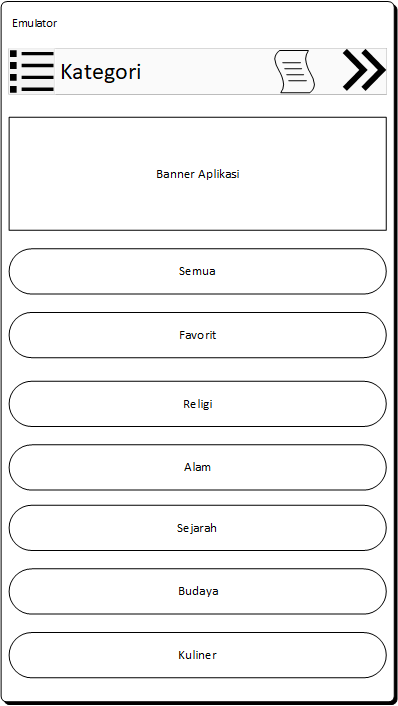 Emulator
Kategori
Banner Aplikasi
Semua
Favorit
Religi
Alam
Sejarah
Budaya
Kuliner